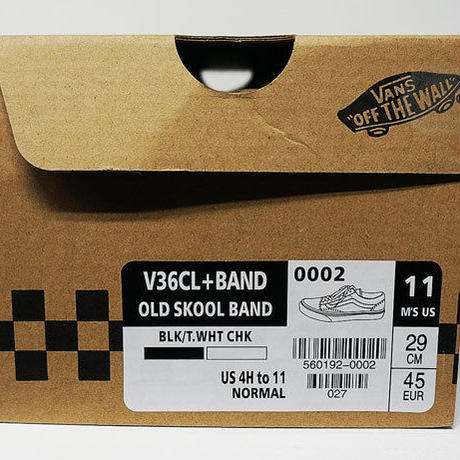 VANS
"OFF THE WALL"
V36CL+BAND
OLD SKOOL BAND
BLK/T.WHT CHK
US 4H to 11
NORMAL
0002
560192-0002
027
11
M'S US
29
CM
45
EUR